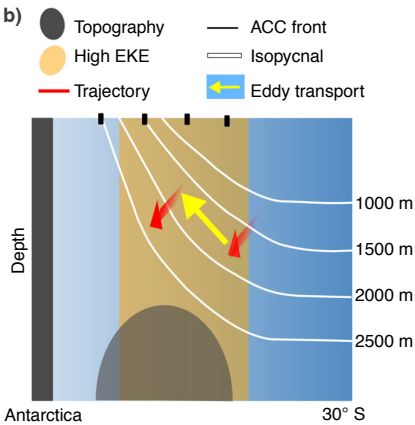 b)
Topography
ACC front
High EKE
Isopycnal
Trajectory
Eddy transport
Depth
1000 m
1500 m
2000 m
2500 m
Antarctica
30° S